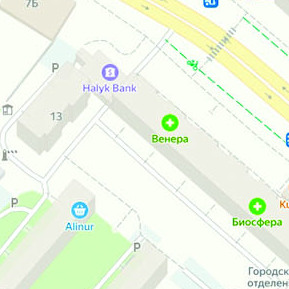 7Б
P
Halyk Bank
13
Венера
P
Alinur
Биосфера
P
Городск
отделен